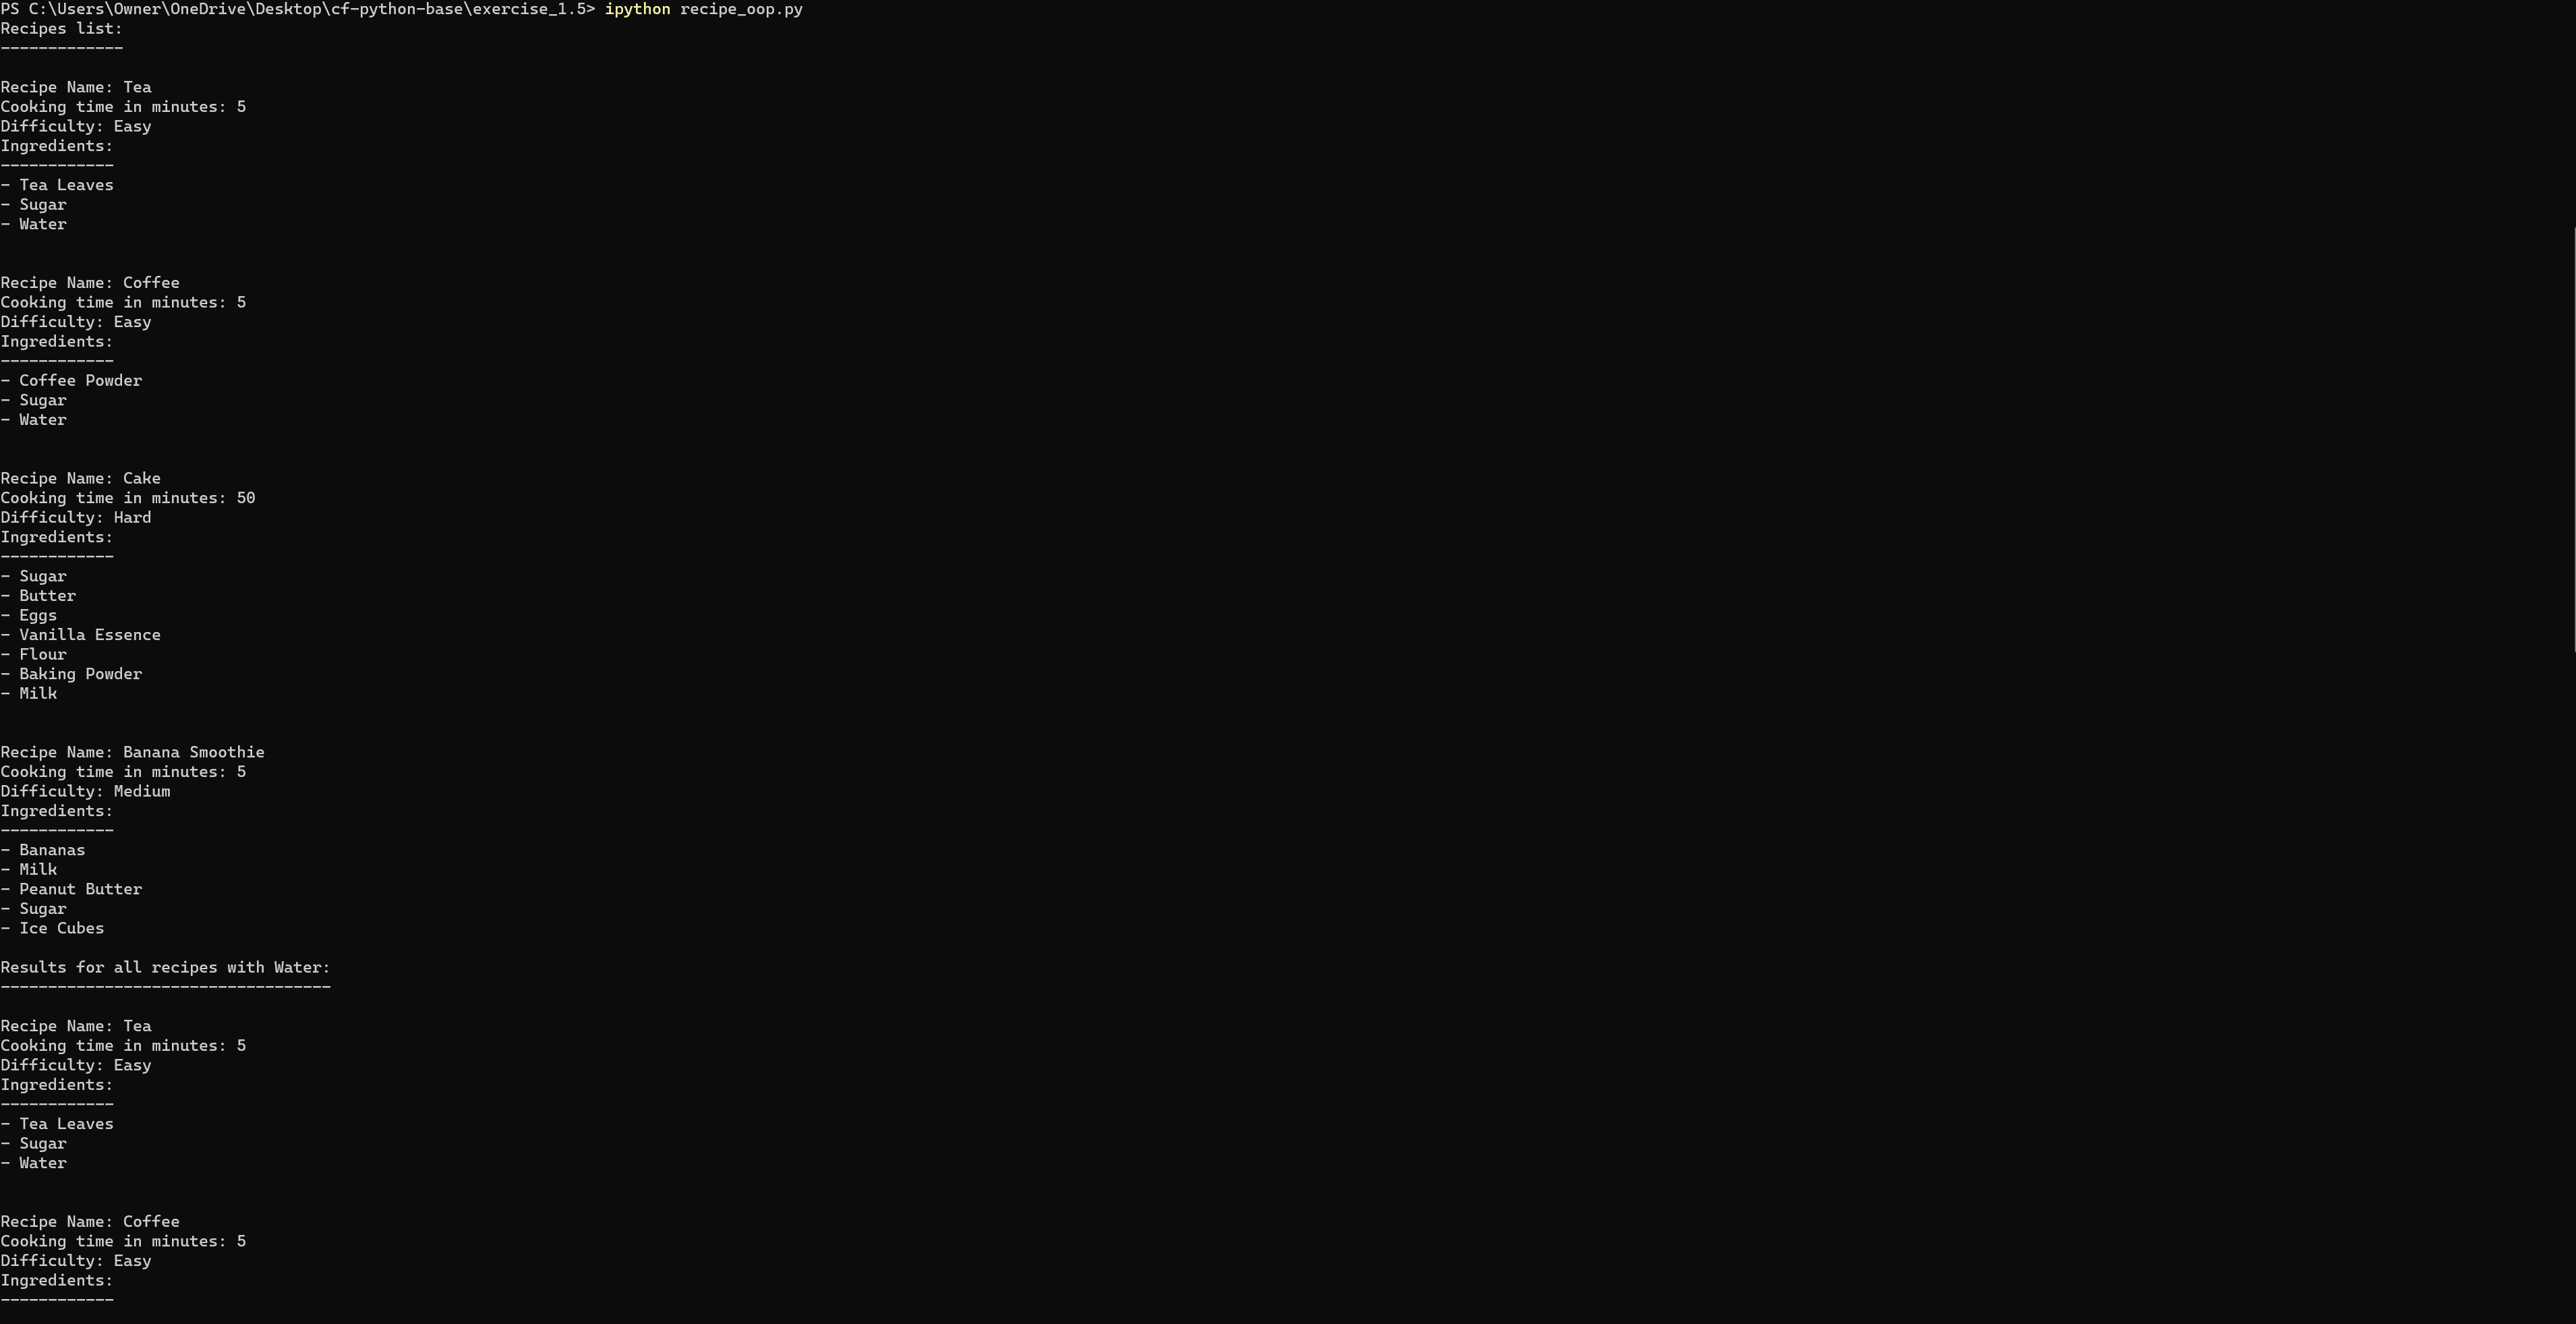 PS C:\Users\Owner\OneDrive\Desktop\cf-python-base\exercise_1.5> ipython recipe_oop.py
Recipes list:
-------------
Recipe Name: Tea
Cooking time in minutes: 5
Difficulty: Easy
Ingredients:
------------
- Tea Leaves
- Sugar
- Water
Recipe Name: Coffee
Cooking time in minutes: 5
Difficulty: Easy
Ingredients:
------------
- Coffee Powder
- Sugar
- Water
Recipe Name: Cake
Cooking time in minutes: 50
Difficulty: Hard
Ingredients:
------------
- Sugar
- Butter
- Eggs
- Vanilla Essence
- Flour
- Baking Powder
- Milk
Recipe Name: Banana Smoothie
Cooking time in minutes: 5
Difficulty: Medium
Ingredients:
------------
- Bananas
- Milk
- Peanut Butter
- Sugar
- Ice Cubes
Results for all recipes with Water:
-----------------------------------
Recipe Name: Tea
Cooking time in minutes: 5
Difficulty: Easy
Ingredients:
------------
- Tea Leaves
- Sugar
- Water
Recipe Name: Coffee
Cooking time in minutes: 5
Difficulty: Easy
Ingredients:
------------